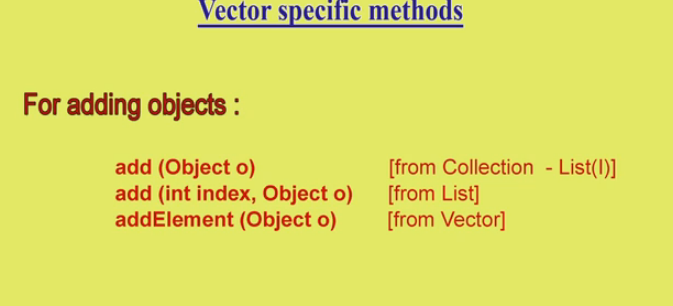 Vector specific methods
For adding objects :
add (Object o) [from Collection - List(I)]
add (int index, Object o) [from List]
addElement (Object o) [from Vector]